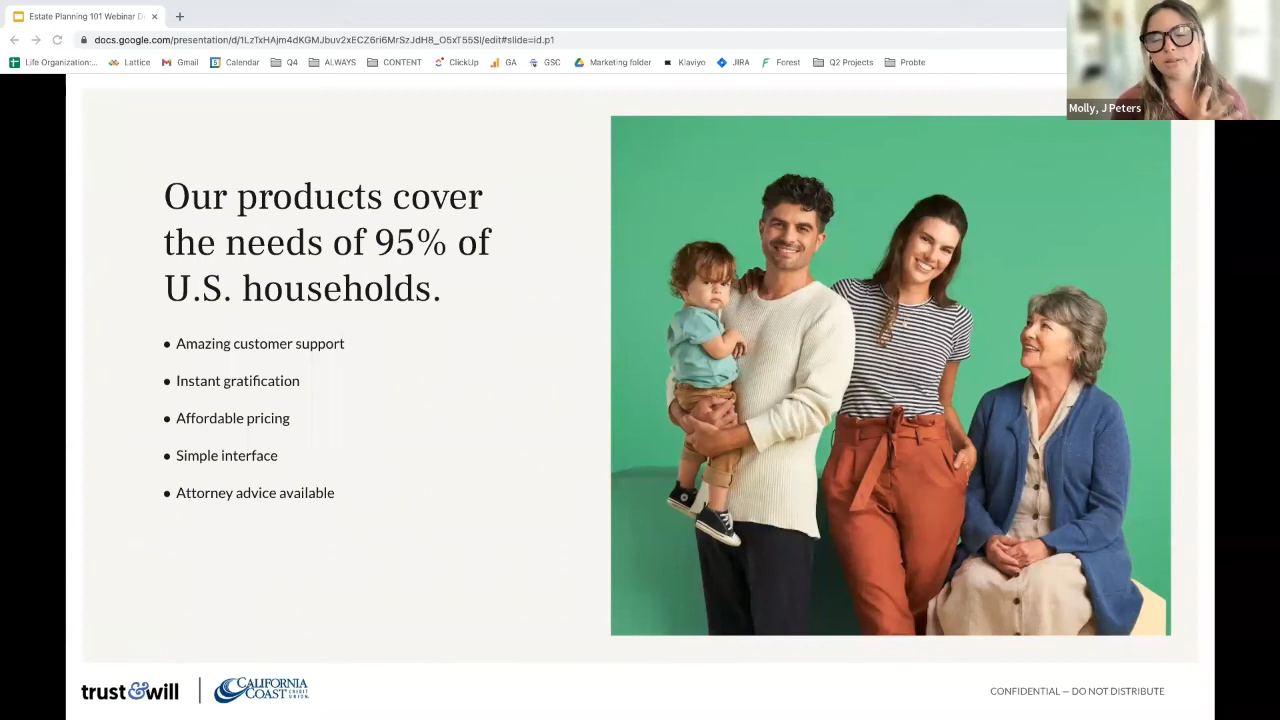 Estate Planning 101 Webinar D
docs.google.com/presentation/d/1LzTxHAjm4dKGMJbuv2xECZ6ri6MrSzJdH8_O5xT55SI/edit#slide=id.p1
Life Organization:... Lattice Gmail Calendar Q4 ALWAYS CONTENT ClickUp GA GSC Marketing folder Klaviyo JIRA Forest Q2 Projects Probte
Molly, J Peters
Our products cover
the needs of 95% of
U.S. households.
• Amazing customer support
• Instant gratification
• Affordable pricing
• Simple interface
• Attorney advice available
trust&will
CALIFORNIA
COAST CREDIT UNION
CONFIDENTIAL – DO NOT DISTRIBUTE